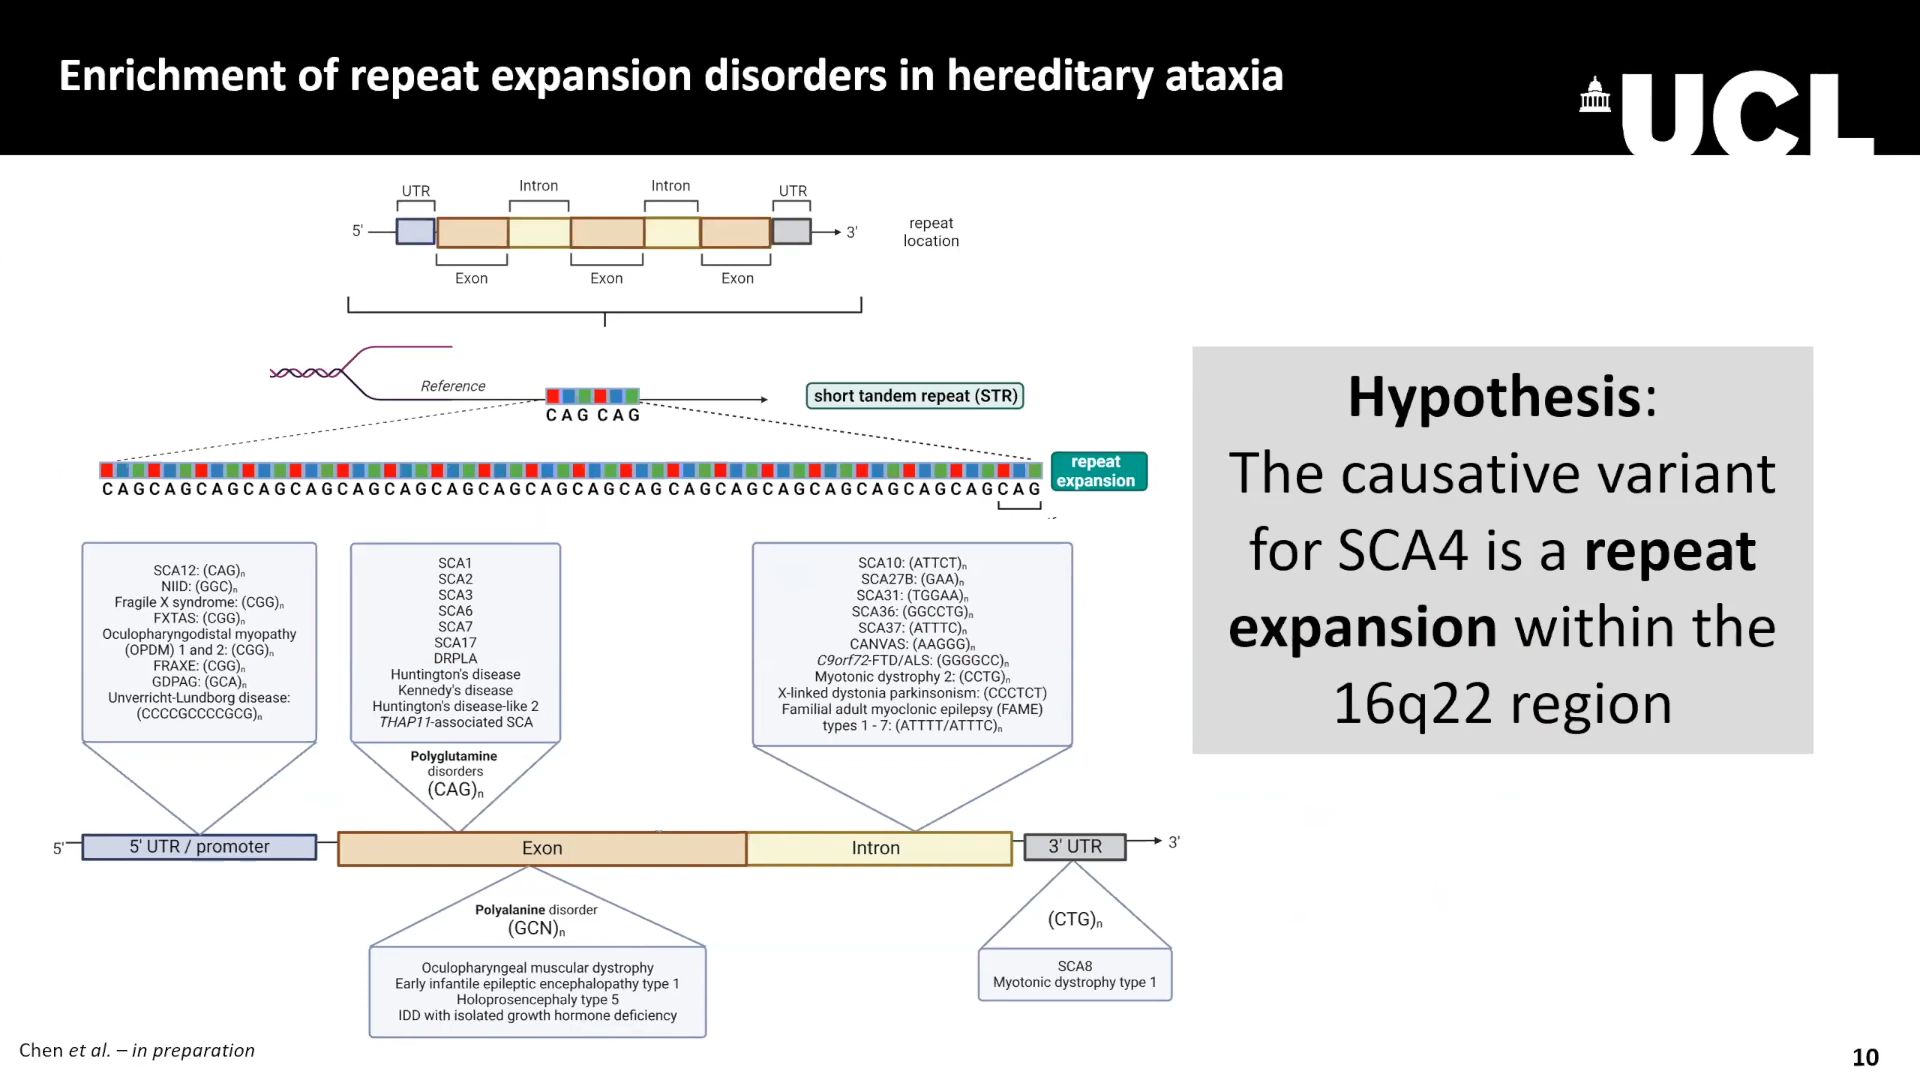 Enrichment of repeat expansion disorders in hereditary ataxia
UCL
UTR
Intron
Intron
UTR
5'
3'
repeat
location
Exon
Exon
Exon
Reference
C A G C A G
short tandem repeat (STR)
C A G C A G C A G C A G C A G C A G C A G C A G C A G C A G C A G C A G C A G C A G C A G C A G C A G C A G C A G C A G
repeat
expansion
Hypothesis:
The causative variant
for SCA4 is a repeat
expansion within the
16q22 region
SCA12: (CAG)n
NIID: (GGC)n
Fragile X syndrome: (CGG)n
FXTAS: (CGG)n
Oculopharyngodistal myopathy
(OPDM) 1 and 2: (CGG)n
FRAXE: (CGG)n
GDPAG: (GCA)n
Unverricht-Lundborg disease:
(CCCCGCCCCGCG)n
SCA1
SCA2
SCA3
SCA6
SCA7
SCA17
DRPLA
Huntington's disease
Kennedy's disease
Huntington's disease-like 2
THAP11-associated SCA
Polyglutamine
disorders
(CAG)n
SCA10: (ATTCT)n
SCA27B: (GAA)n
SCA31: (TGGAA)n
SCA36: (GGCCTG)n
SCA37: (ATTTC)n
CANVAS: (AAGGG)n
C9orf72-FTD/ALS: (GGGGCC)n
Myotonic dystrophy 2: (CCTG)n
X-linked dystonia parkinsonism: (CCCTCT)
Familial adult myoclonic epilepsy (FAME)
types 1 - 7: (ATTTT/ATTTC)n
5'
5' UTR / promoter
Exon
Intron
3' UTR
3'
Polyalanine disorder
(GCN)n
Oculopharyngeal muscular dystrophy
Early infantile epileptic encephalopathy type 1
Holoprosencephaly type 5
IDD with isolated growth hormone deficiency
(CTG)n
SCA8
Myotonic dystrophy type 1
Chen et al. – in preparation
10